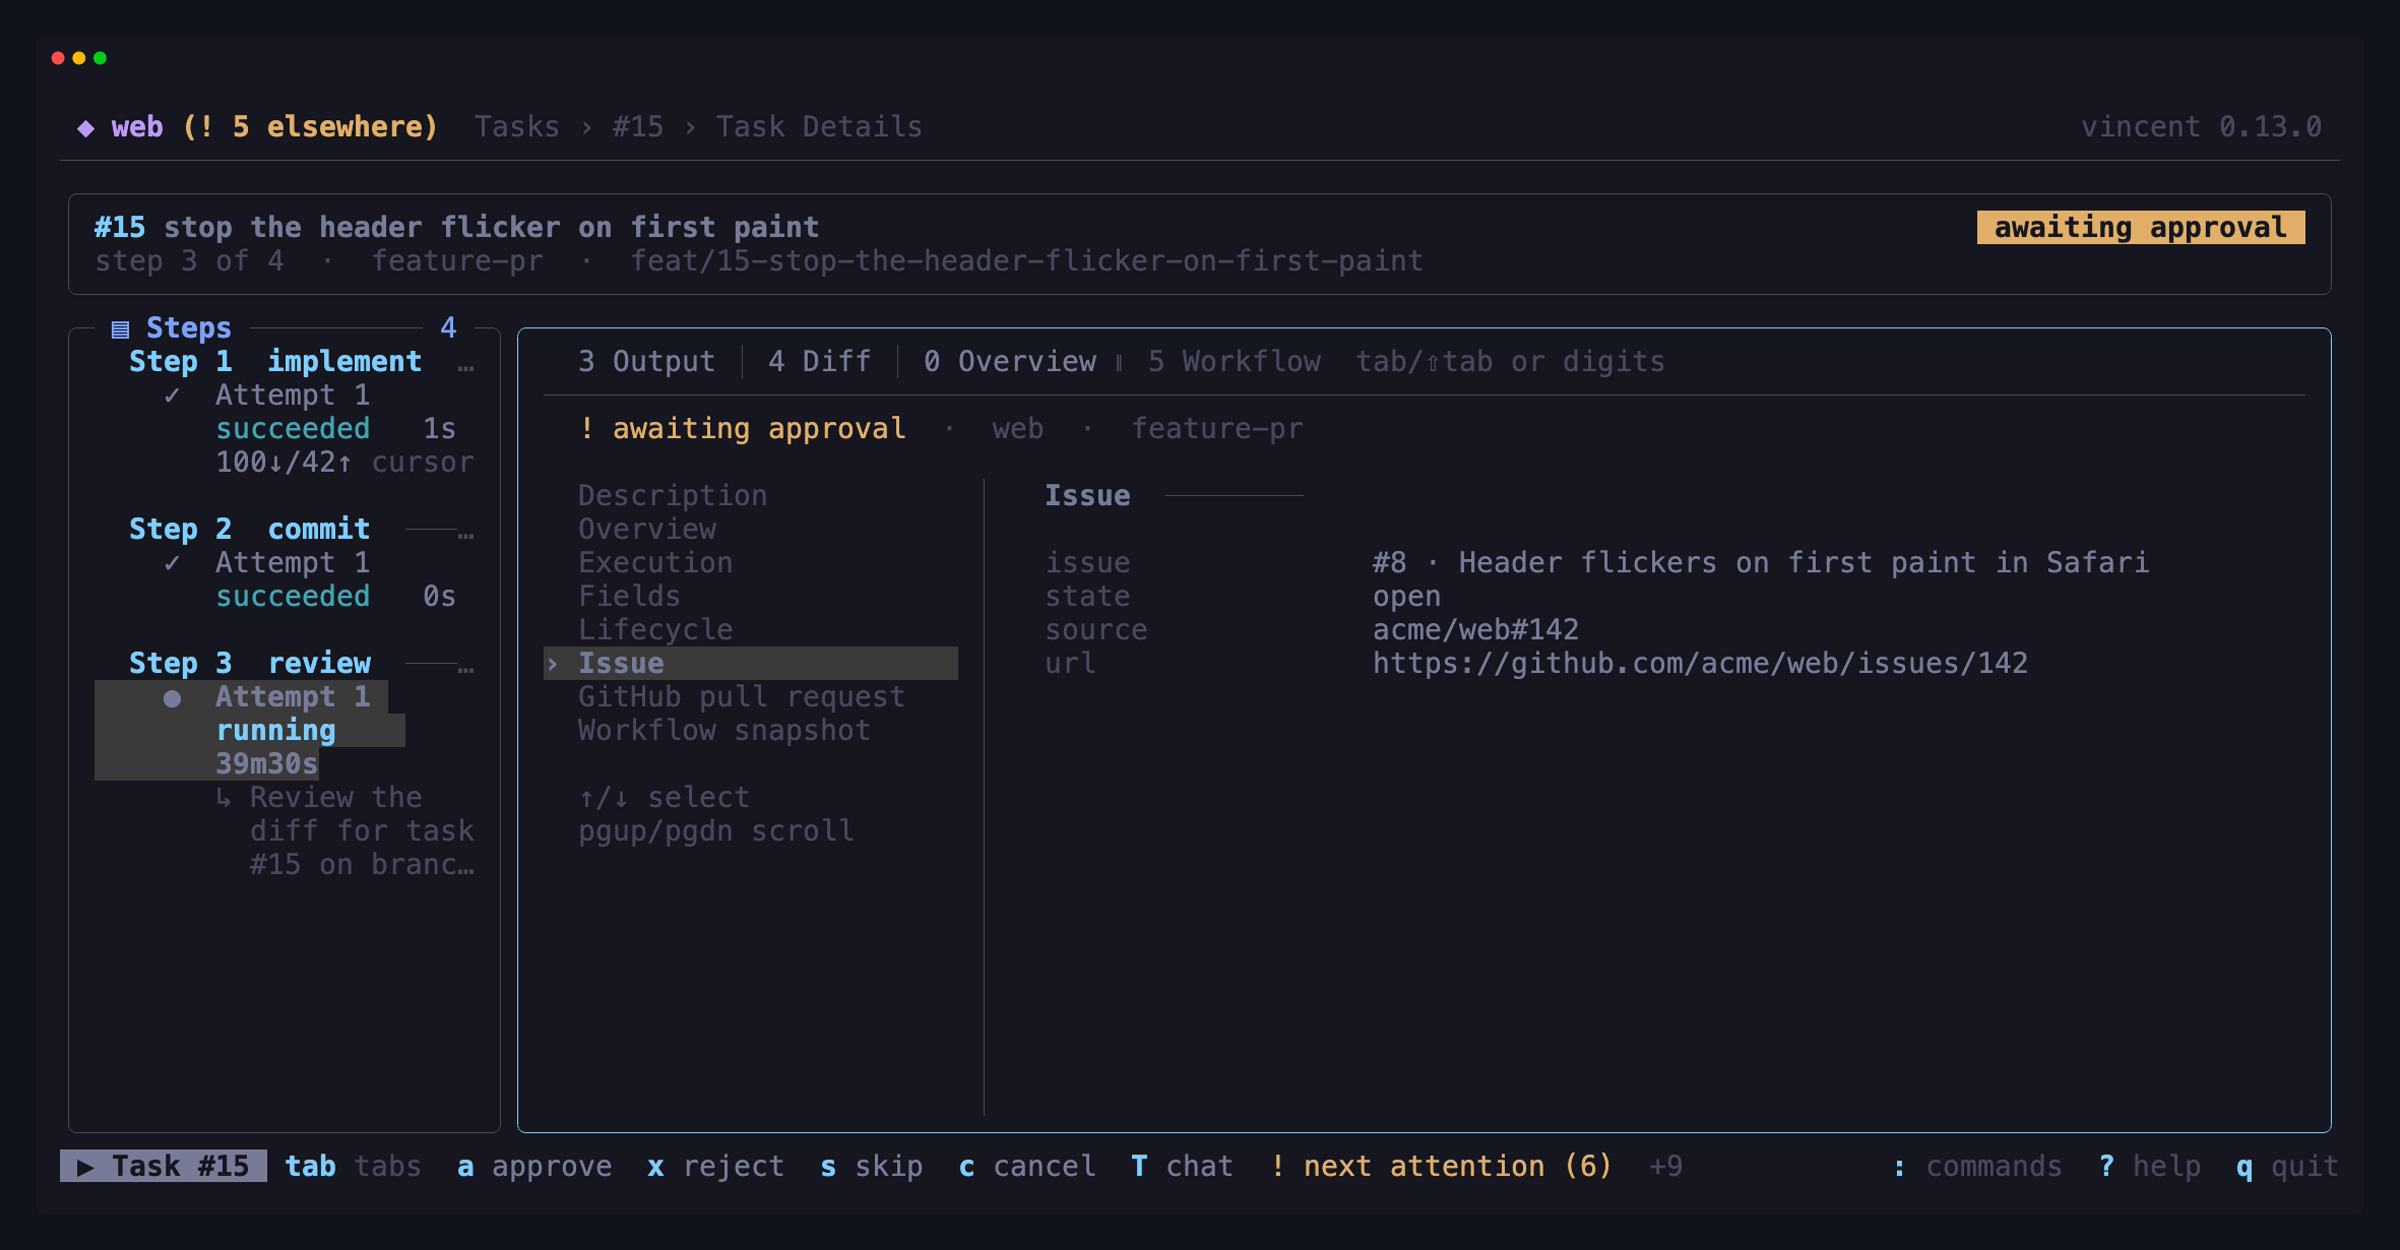 ◆ web (! 5 elsewhere) Tasks › #15 › Task Details vincent 0.13.0
#15 stop the header flicker on first paint awaiting approval
step 3 of 4 · feature-pr · feat/15-stop-the-header-flicker-on-first-paint
▤ Steps 4
Step 1 implement …
✓ Attempt 1
succeeded 1s
100↓/42↑ cursor
Step 2 commit …
✓ Attempt 1
succeeded 0s
Step 3 review …
● Attempt 1
running
39m30s
↳ Review the
diff for task
#15 on branc…
3 Output │ 4 Diff │ 0 Overview ‖ 5 Workflow tab/⇧tab or digits
! awaiting approval · web · feature-pr
Description
Overview
Execution
Fields
Lifecycle
› Issue
GitHub pull request
Workflow snapshot
↑/↓ select
pgup/pgdn scroll
Issue
issue #8 · Header flickers on first paint in Safari
state open
source acme/web#142
url https://github.com/acme/web/issues/142
▶ Task #15 tab tabs a approve x reject s skip c cancel T chat ! next attention (6) +9 : commands ? help q quit